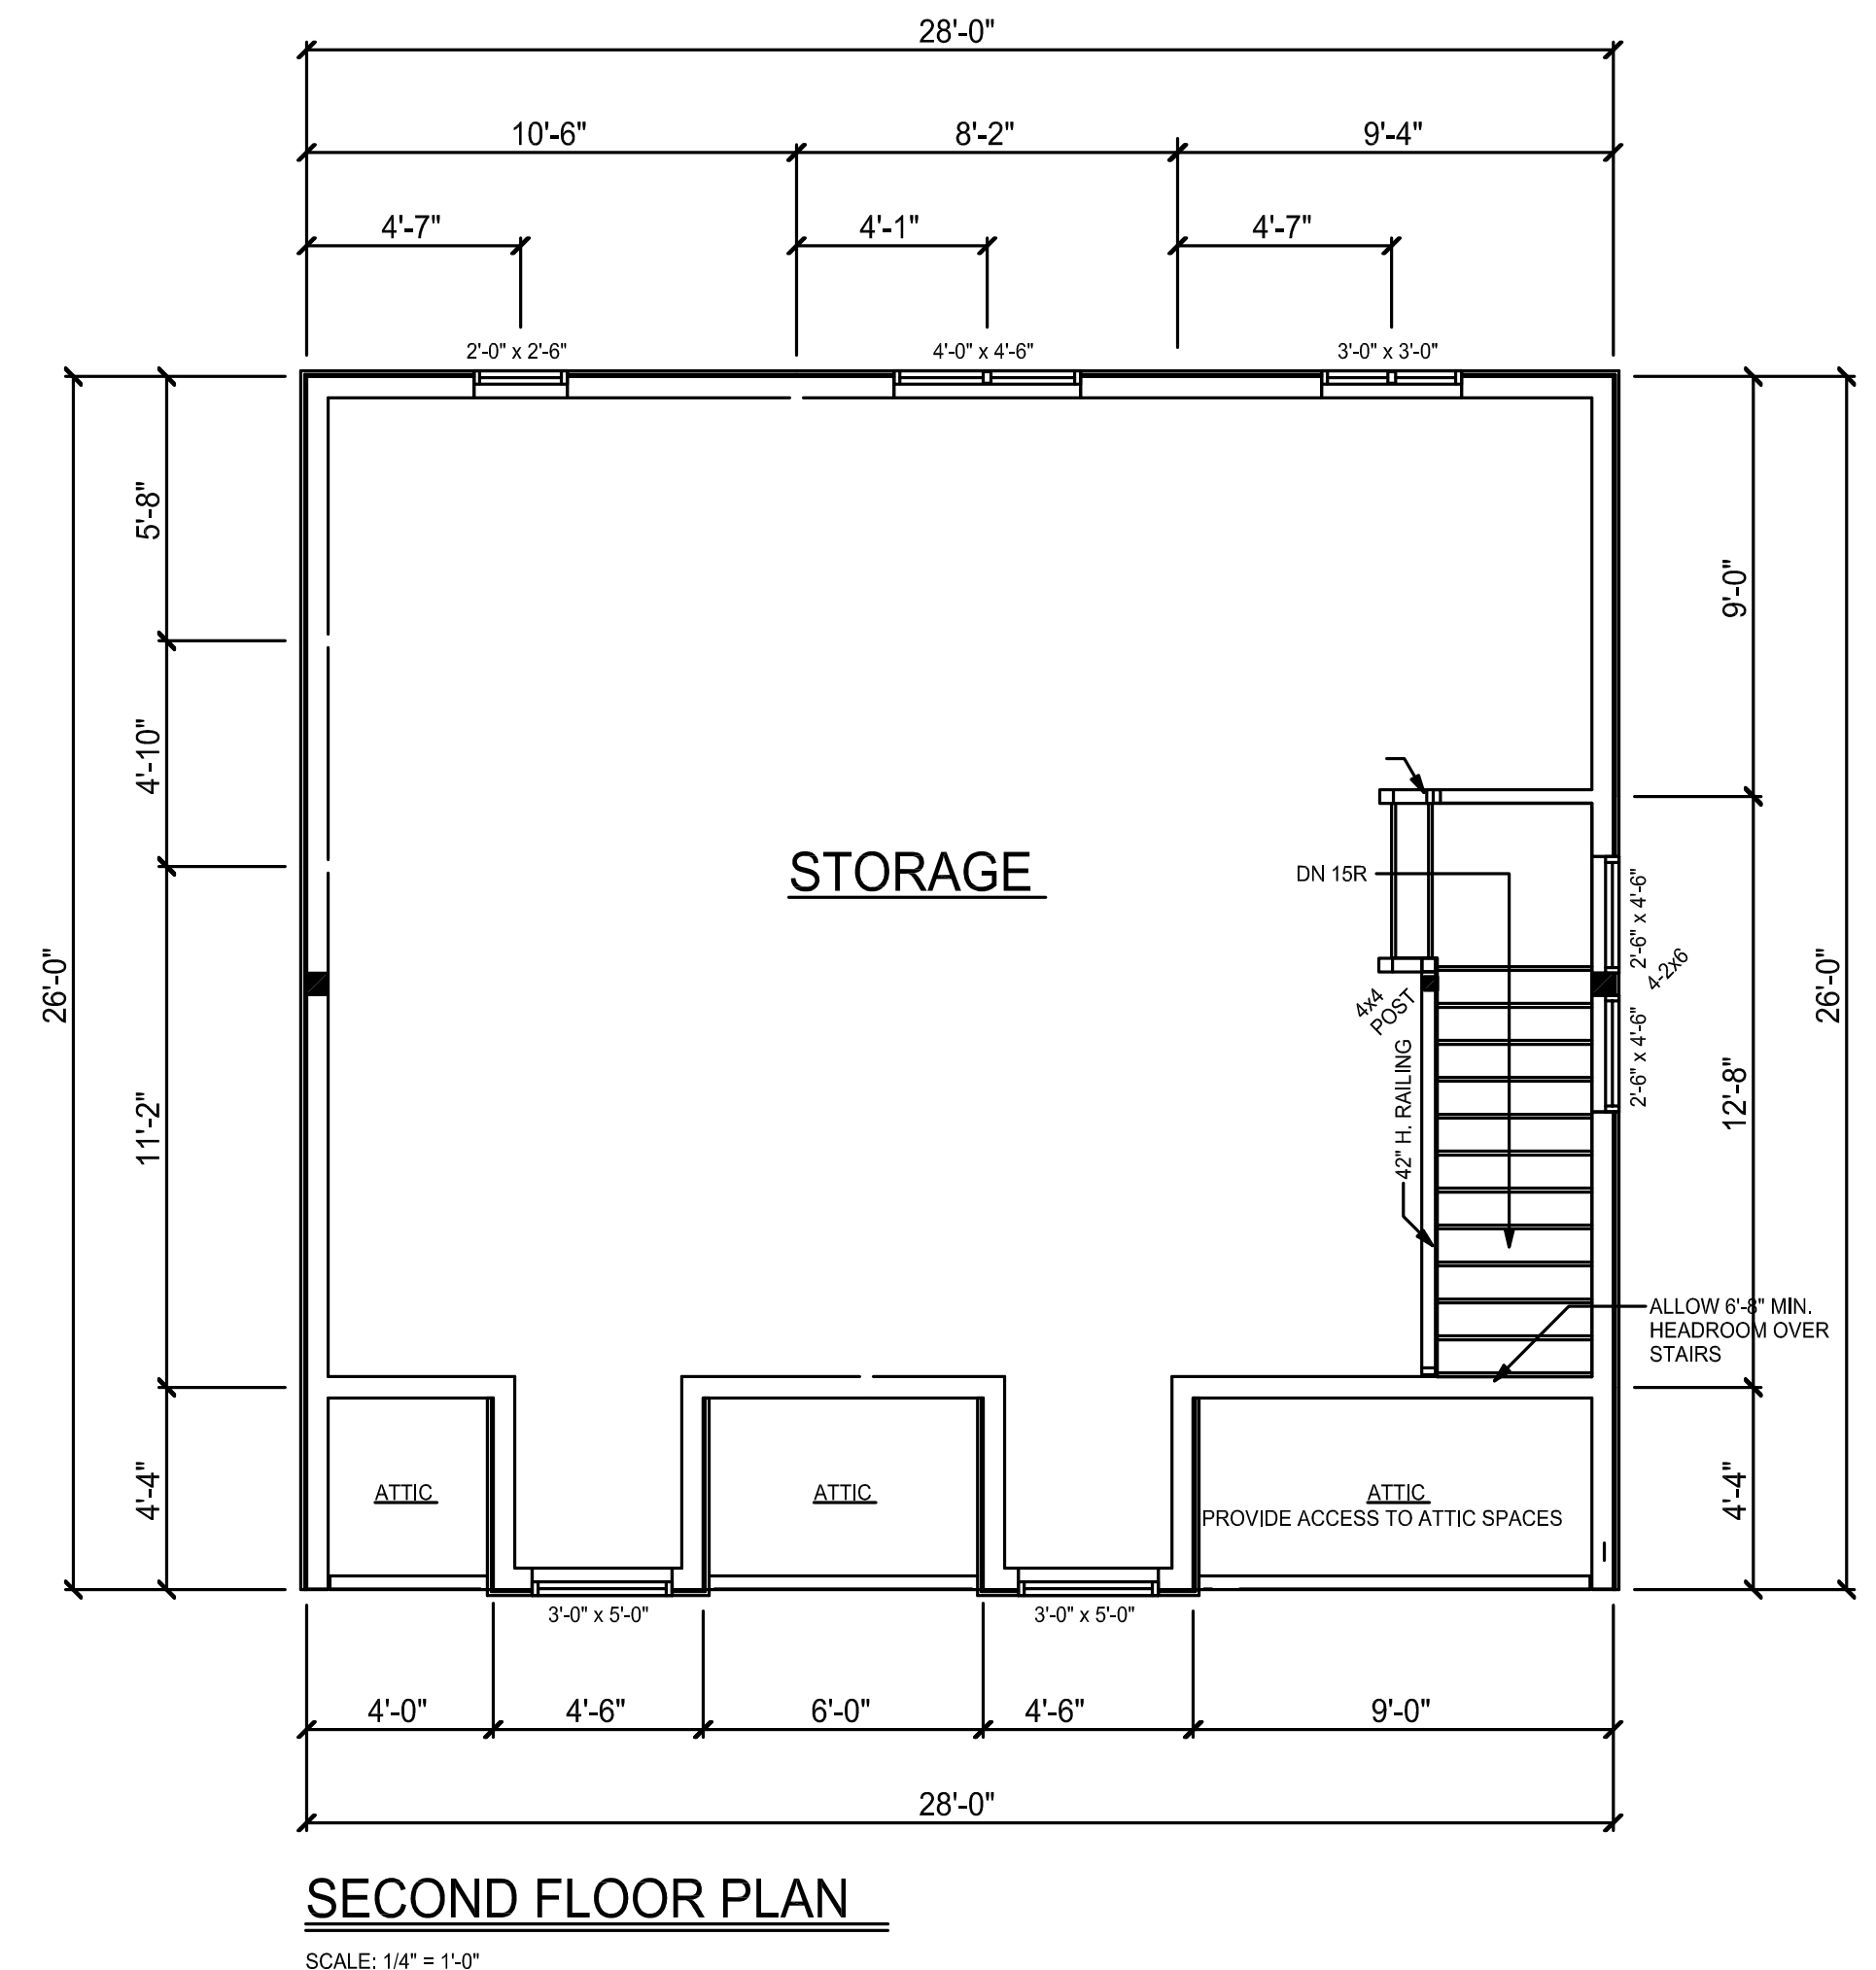 28'-0"
10'-6"
8'-2"
9'-4"
4'-7"
4'-1"
4'-7"
2'-0" x 2'-6"
4'-0" x 4'-6"
3'-0" x 3'-0"
5'-8"
4'-10"
11'-2"
4'-4"
26'-0"
STORAGE
DN 15R
4x4
POST
42" H. RAILING
2'-6" x 4'-6"
4-2x6
2'-6" x 4'-6"
9'-0"
12'-8"
4'-4"
26'-0"
ALLOW 6'-8" MIN.
HEADROOM OVER
STAIRS
ATTIC
ATTIC
ATTIC
PROVIDE ACCESS TO ATTIC SPACES
3'-0" x 5'-0"
3'-0" x 5'-0"
4'-0"
4'-6"
6'-0"
4'-6"
9'-0"
28'-0"
SECOND FLOOR PLAN
SCALE: 1/4" = 1'-0"